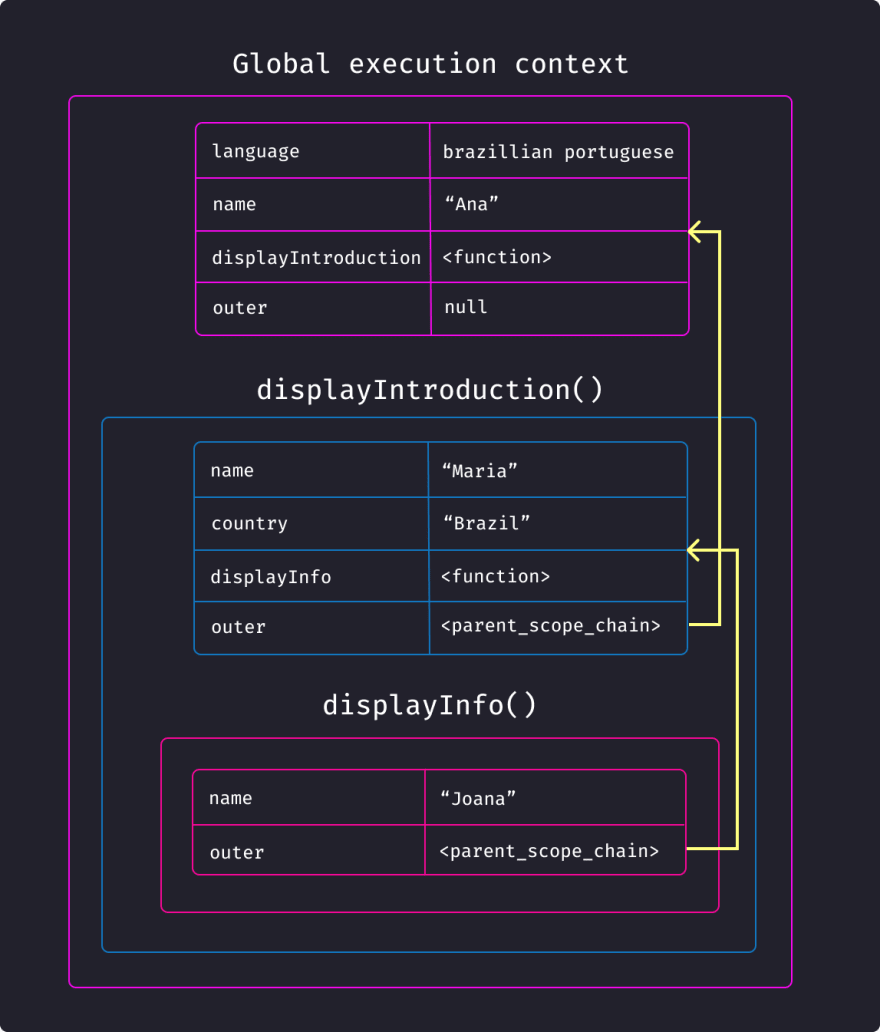 Global execution context
language brazillian portuguese
name “Ana”
displayIntroduction <function>
outer null
displayIntroduction()
name “Maria”
country “Brazil”
displayInfo <function>
outer <parent_scope_chain>
displayInfo()
name “Joana”
outer <parent_scope_chain>